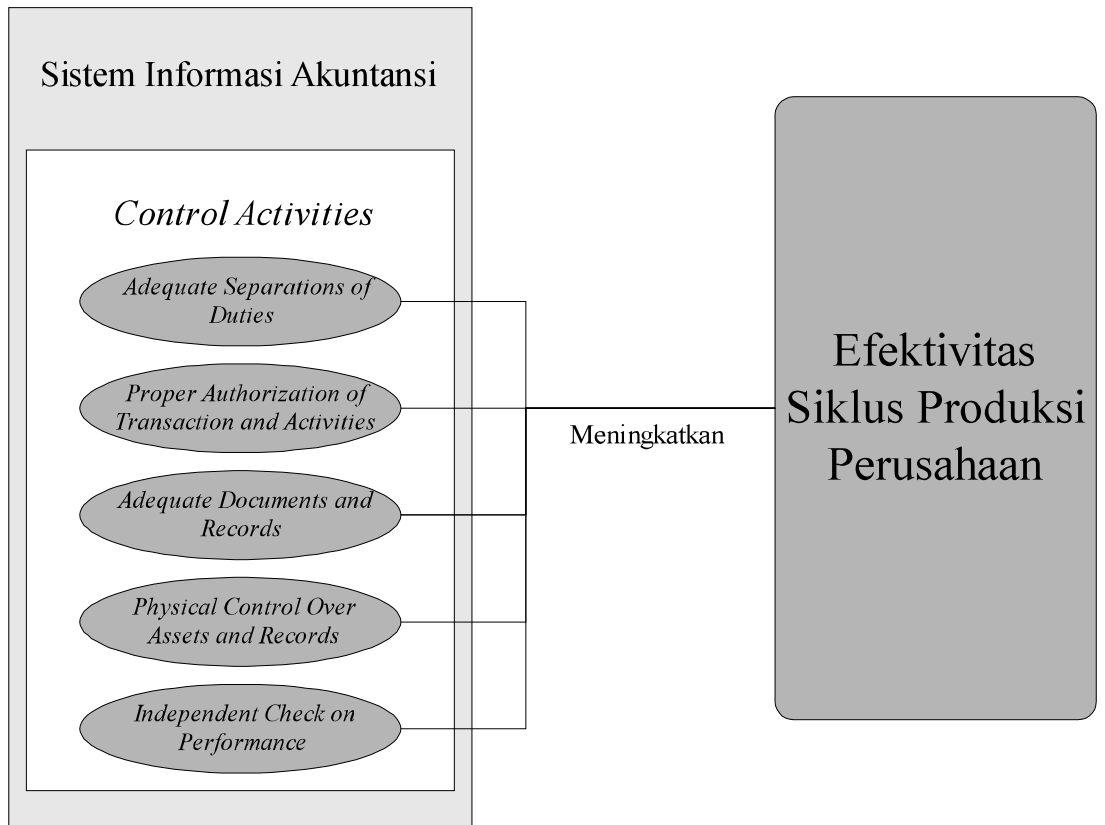 Sistem Informasi Akuntansi
Control Activities
Adequate Separations of
Duties
Proper Authorization of
Transaction and Activities
Adequate Documents and
Records
Physical Control Over
Assets and Records
Independent Check on
Performance
Meningkatkan
Efektivitas
Siklus Produksi
Perusahaan